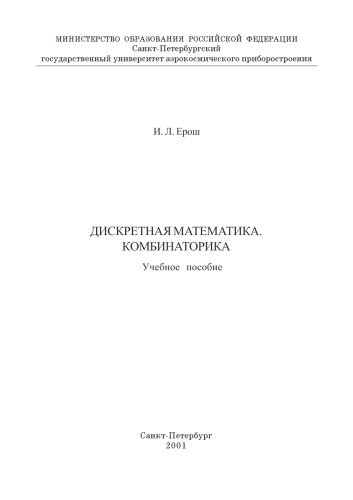 МИНИСТЕРСТВО ОБРАЗОВАНИЯ РОССИЙСКОЙ ФЕДЕРАЦИИ
Санкт-Петербургский
государственный университет аэрокосмического приборостроения
И. Л. Ерош
ДИСКРЕТНАЯ МАТЕМАТИКА.
КОМБИНАТОРИКА
Учебное пособие
Санкт-Петербург
2001